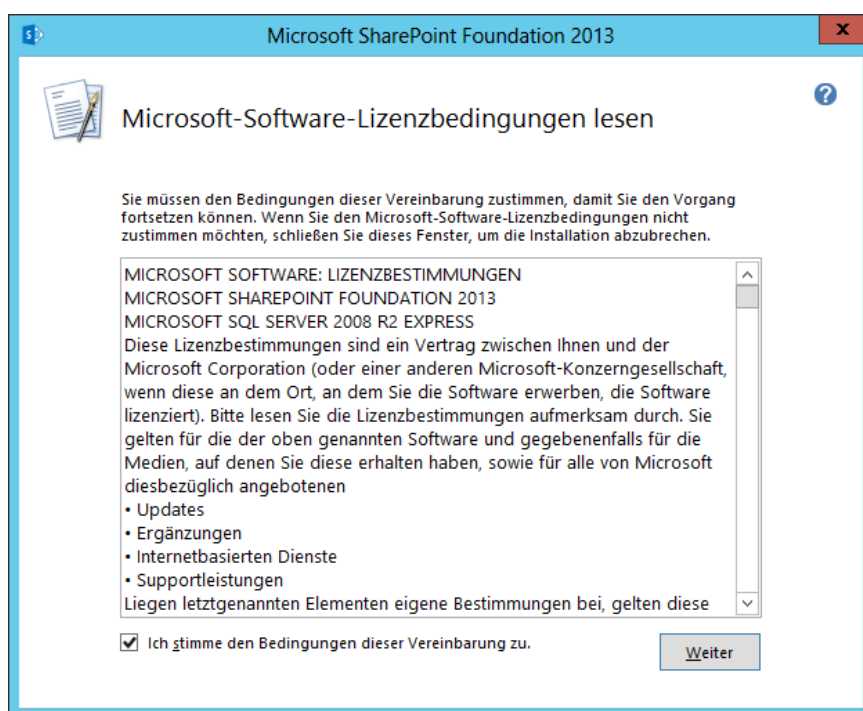 Microsoft SharePoint Foundation 2013
x
?
Microsoft-Software-Lizenzbedingungen lesen
Sie müssen den Bedingungen dieser Vereinbarung zustimmen, damit Sie den Vorgang
fortsetzen können. Wenn Sie den Microsoft-Software-Lizenzbedingungen nicht
zustimmen möchten, schließen Sie dieses Fenster, um die Installation abzubrechen.
MICROSOFT SOFTWARE: LIZENZBESTIMMUNGEN
MICROSOFT SHAREPOINT FOUNDATION 2013
MICROSOFT SQL SERVER 2008 R2 EXPRESS
Diese Lizenzbestimmungen sind ein Vertrag zwischen Ihnen und der
Microsoft Corporation (oder einer anderen Microsoft-Konzerngesellschaft,
wenn diese an dem Ort, an dem Sie die Software erwerben, die Software
lizenziert). Bitte lesen Sie die Lizenzbestimmungen aufmerksam durch. Sie
gelten für die der oben genannten Software und gegebenenfalls für die
Medien, auf denen Sie diese erhalten haben, sowie für alle von Microsoft
diesbezüglich angebotenen
• Updates
• Ergänzungen
• Internetbasierten Dienste
• Supportleistungen
Liegen letztgenannten Elementen eigene Bestimmungen bei, gelten diese
Ich stimme den Bedingungen dieser Vereinbarung zu.
Weiter